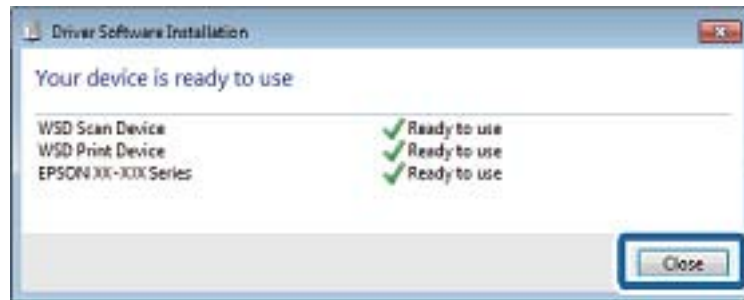 Driver Software Installation
Your device is ready to use
WSD Scan Device Ready to use
WSD Print Device Ready to use
EPSON XX-XXX Series Ready to use
Close